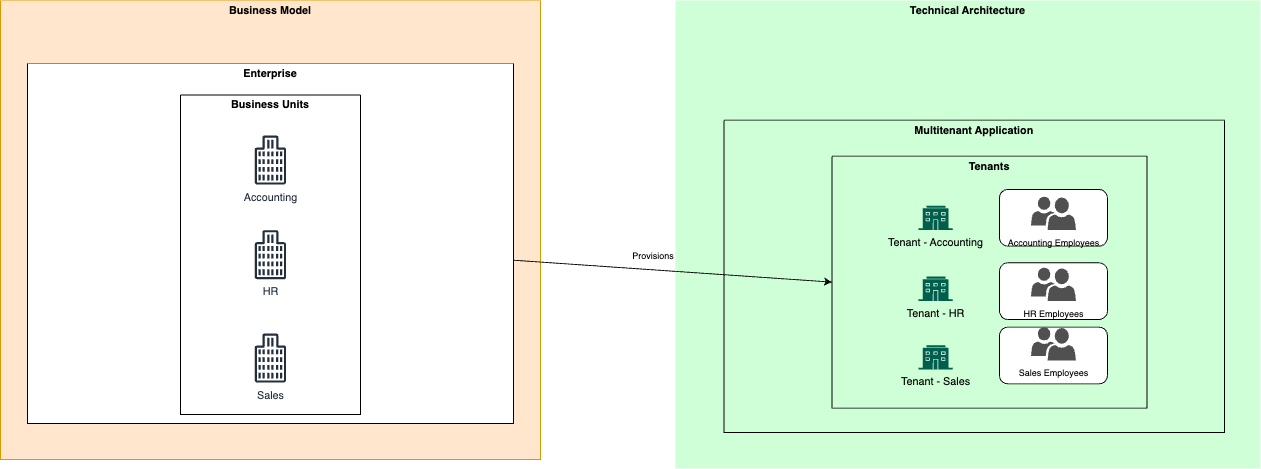 Business Model
Enterprise
Business Units
Accounting
HR
Sales
Provisions
Technical Architecture
Multitenant Application
Tenants
Tenant - Accounting
Accounting Employees
Tenant - HR
HR Employees
Tenant - Sales
Sales Employees